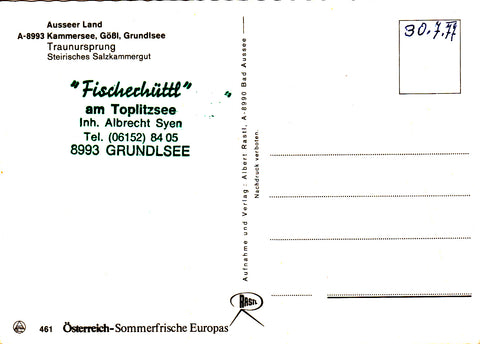 Ausseer Land
A-8993 Kammersee, Gößl, Grundlsee
Traunursprung
Steirisches Salzkammergut
"Fischerhüttl"
am Toplitzsee
Inh. Albrecht Syen
Tel. (06152) 84 05
8993 GRUNDLSEE
Aufnahme und Verlag: Albert Rastl, A-8990 Bad Aussee
Nachdruck verboten
RASTL
461 Österreich-Sommerfrische Europas
30.7.